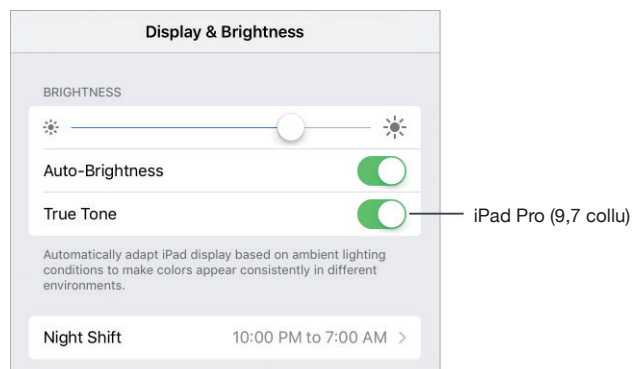 Display & Brightness
BRIGHTNESS
Auto-Brightness
True Tone
iPad Pro (9,7 collu)
Automatically adapt iPad display based on ambient lighting
conditions to make colors appear consistently in different
environments.
Night Shift 10:00 PM to 7:00 AM